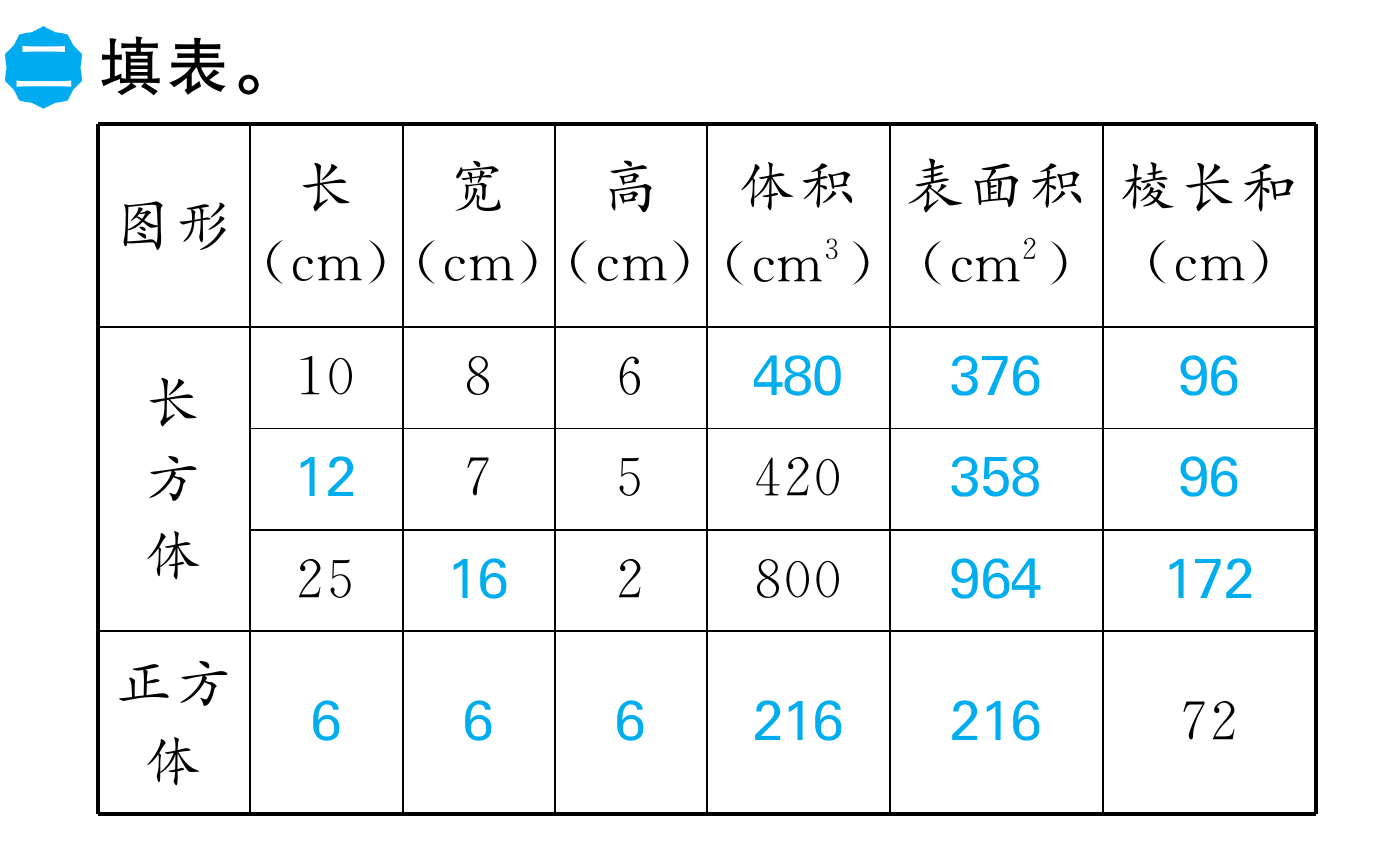 二 填表。
图形 长(cm) 宽(cm) 高(cm) 体积(cm³) 表面积(cm²) 棱长和(cm)
长方体 10 8 6 480 376 96
12 7 5 420 358 96
25 16 2 800 964 172
正方体 6 6 6 216 216 72